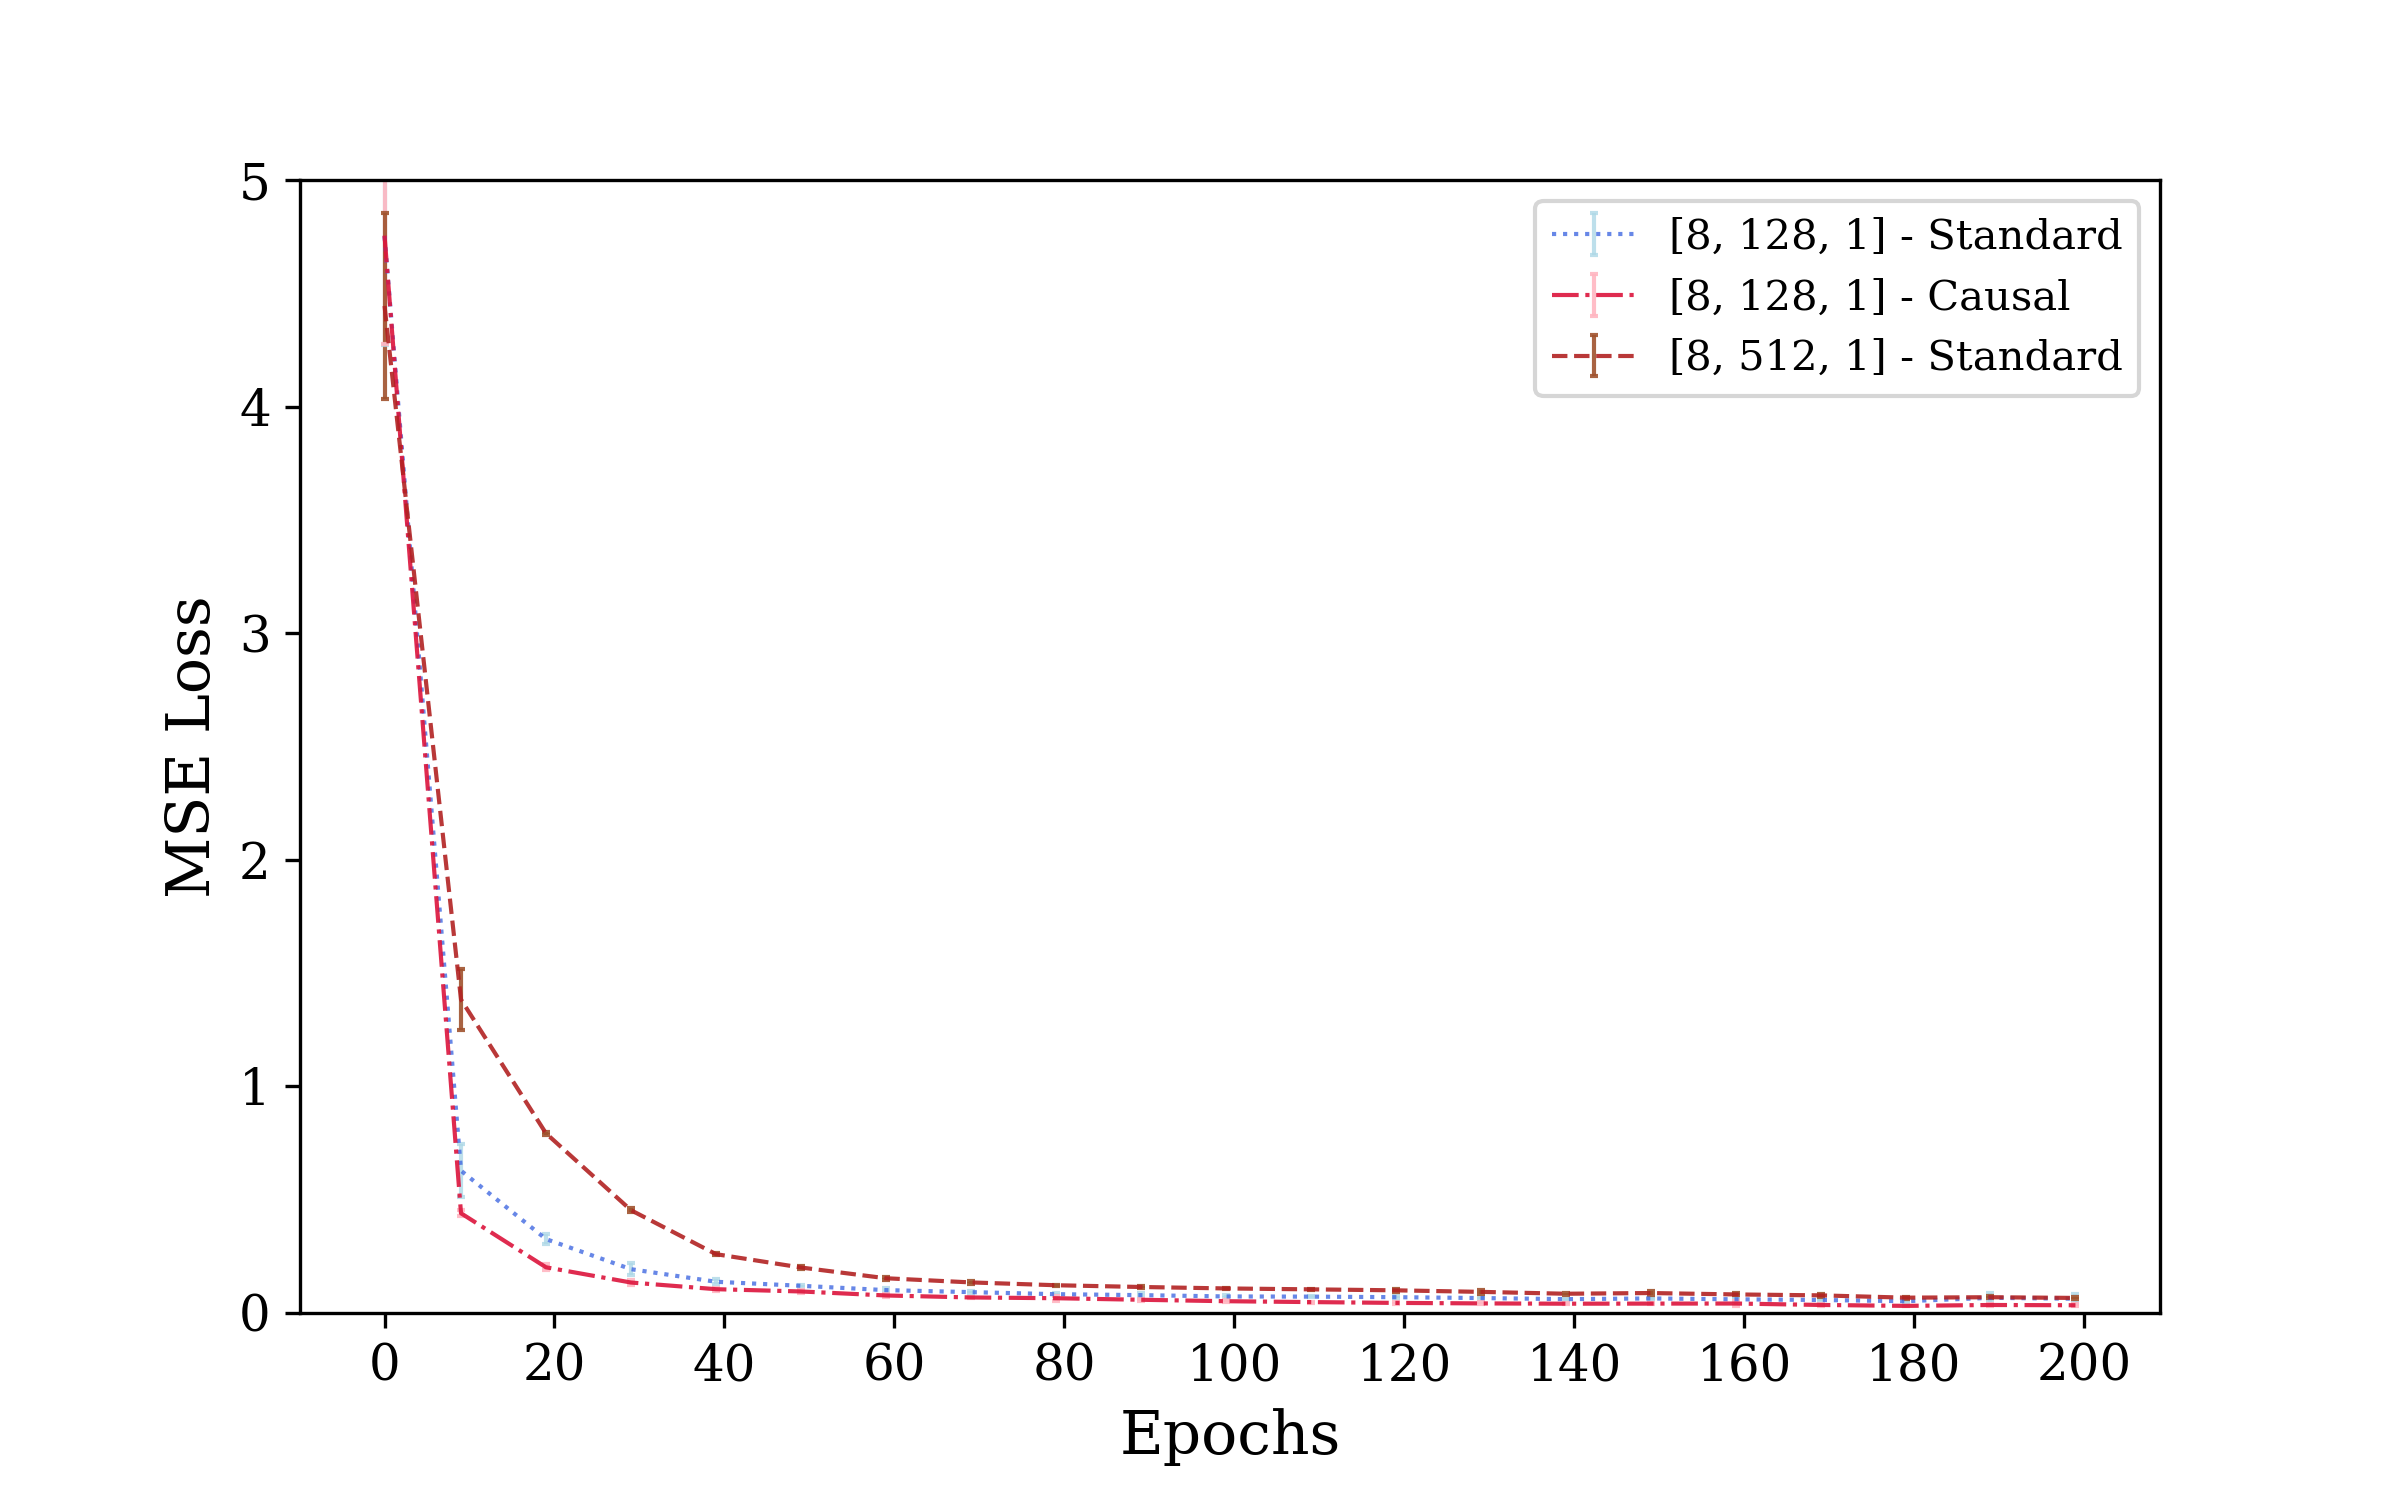 [8, 128, 1] - Standard
[8, 128, 1] - Causal
[8, 512, 1] - Standard
MSE Loss
5
4
3
2
1
0
0 20 40 60 80 100 120 140 160 180 200
Epochs